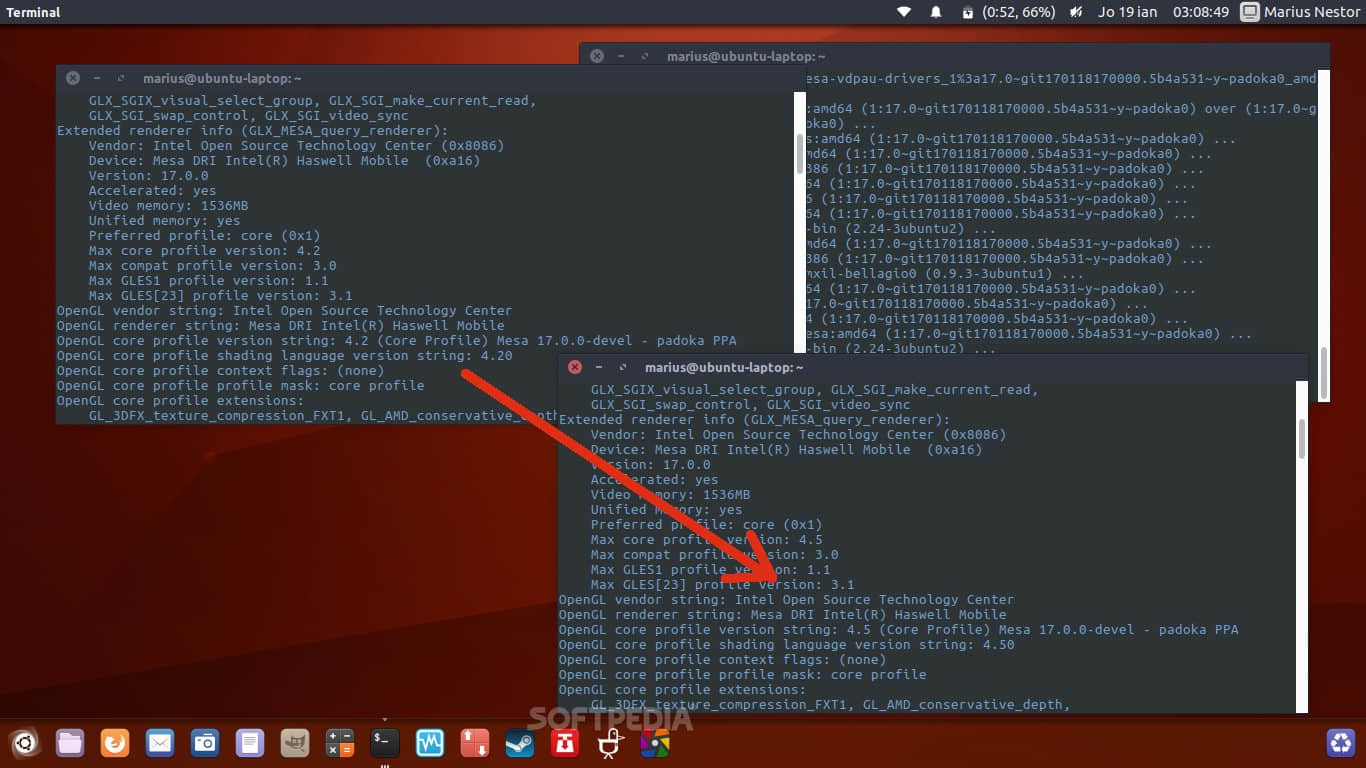 Terminal
(0:52, 66%)
Jo 19 ian
03:08:49
Marius Nestor
marius@ubuntu-laptop: ~
GLX_SGIX_visual_select_group, GLX_SGI_make_current_read,
GLX_SGI_swap_control, GLX_SGI_video_sync
Extended renderer info (GLX_MESA_query_renderer):
Vendor: Intel Open Source Technology Center (0x8086)
Device: Mesa DRI Intel(R) Haswell Mobile  (0xa16)
Version: 17.0.0
Accelerated: yes
Video memory: 1536MB
Unified memory: yes
Preferred profile: core (0x1)
Max core profile version: 4.2
Max compat profile version: 3.0
Max GLES1 profile version: 1.1
Max GLES[23] profile version: 3.1
OpenGL vendor string: Intel Open Source Technology Center
OpenGL renderer string: Mesa DRI Intel(R) Haswell Mobile
OpenGL core profile version string: 4.2 (Core Profile) Mesa 17.0.0-devel - padoka PPA
OpenGL core profile shading language version string: 4.20
OpenGL core profile context flags: (none)
OpenGL core profile profile mask: core profile
OpenGL core profile extensions:
GL_3DFX_texture_compression_FXT1, GL_AMD_conservative_depth
marius@ubuntu-laptop: ~
esa-vdpau-drivers_1%3a17.0~git170118170000.5b4a531~y~padoka0_amd
:amd64 (1:17.0~git170118170000.5b4a531~y~padoka0) over (1:17.0~g
oka0) ...
s:amd64 (1:17.0~git170118170000.5b4a531~y~padoka0) ...
md64 (1:17.0~git170118170000.5b4a531~y~padoka0) ...
386 (1:17.0~git170118170000.5b4a531~y~padoka0) ...
64 (1:17.0~git170118170000.5b4a531~y~padoka0) ...
6 (1:17.0~git170118170000.5b4a531~y~padoka0) ...
64 (1:17.0~git170118170000.5b4a531~y~padoka0) ...
-bin (2.24-3ubuntu2) ...
md64 (1:17.0~git170118170000.5b4a531~y~padoka0) ...
386 (1:17.0~git170118170000.5b4a531~y~padoka0) ...
mxil-bellagio0 (0.9.3-3ubuntu1) ...
64 (1:17.0~git170118170000.5b4a531~y~padoka0) ...
17.0~git170118170000.5b4a531~y~padoka0) ...
4 (1:17.0~git170118170000.5b4a531~y~padoka0) ...
esa:amd64 (1:17.0~git170118170000.5b4a531~y~padoka0) ...
-bin (2.24-3ubuntu2) ...
marius@ubuntu-laptop: ~
GLX_SGIX_visual_select_group, GLX_SGI_make_current_read,
GLX_SGI_swap_control, GLX_SGI_video_sync
Extended renderer info (GLX_MESA_query_renderer):
Vendor: Intel Open Source Technology Center (0x8086)
Device: Mesa DRI Intel(R) Haswell Mobile  (0xa16)
Version: 17.0.0
Accelerated: yes
Video memory: 1536MB
Unified memory: yes
Preferred profile: core (0x1)
Max core profile version: 4.5
Max compat profile version: 3.0
Max GLES1 profile version: 1.1
Max GLES[23] profile version: 3.1
OpenGL vendor string: Intel Open Source Technology Center
OpenGL renderer string: Mesa DRI Intel(R) Haswell Mobile
OpenGL core profile version string: 4.5 (Core Profile) Mesa 17.0.0-devel - padoka PPA
OpenGL core profile shading language version string: 4.50
OpenGL core profile context flags: (none)
OpenGL core profile profile mask: core profile
OpenGL core profile extensions:
GL_3DFX_texture_compression_FXT1, GL_AMD_conservative_depth,
SOFTPEDIA